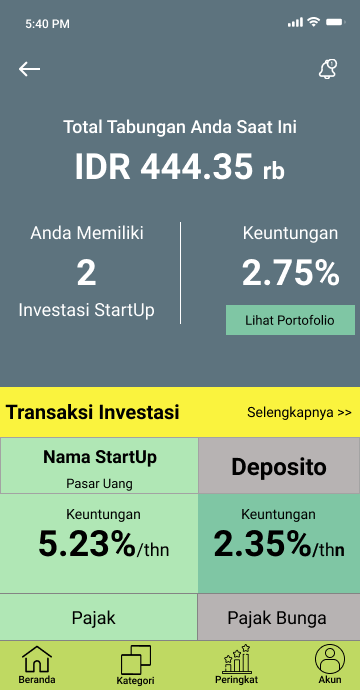 5:40 PM
Total Tabungan Anda Saat Ini
IDR 444.35 rb
Anda Memiliki
2
Investasi StartUp
Keuntungan
2.75%
Lihat Portofolio
Transaksi Investasi
Selengkapnya >>
Nama StartUp
Pasar Uang
Deposito
Keuntungan
5.23%/thn
Keuntungan
2.35%/thn
Pajak
Pajak Bunga
Beranda
Kategori
Peringkat
Akun